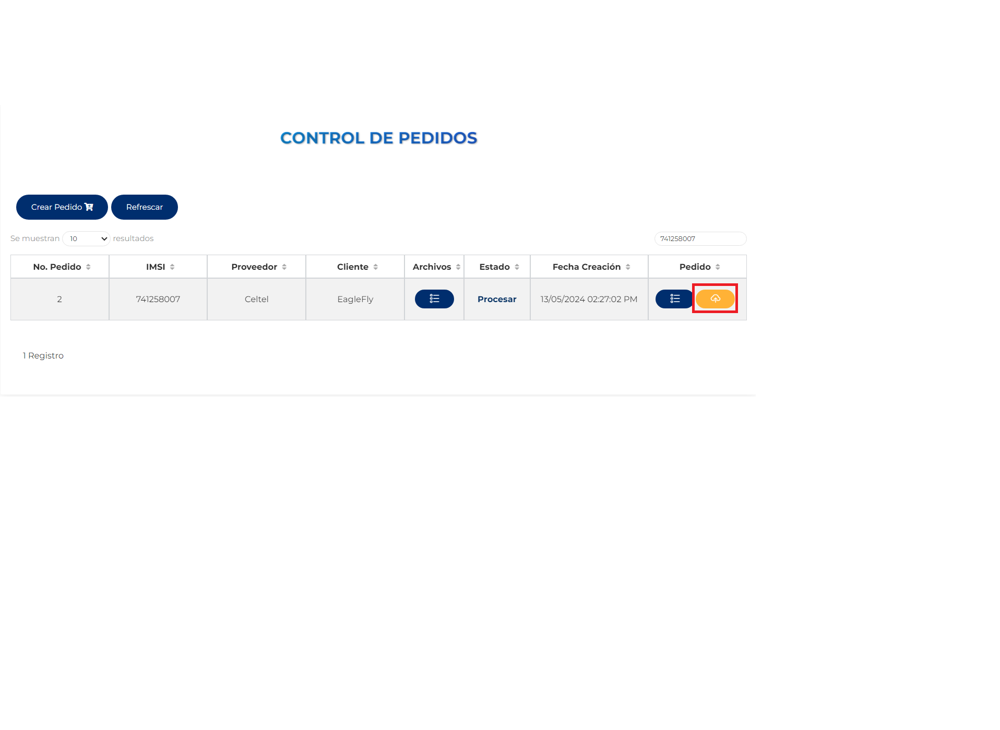 CONTROL DE PEDIDOS
Crear Pedido Refrescar
Se muestran 10 resultados 741258007
No. Pedido IMSI Proveedor Cliente Archivos Estado Fecha Creación Pedido
2 741258007 Celtel EagleFly Procesar 13/05/2024 02:27:02 PM
1 Registro